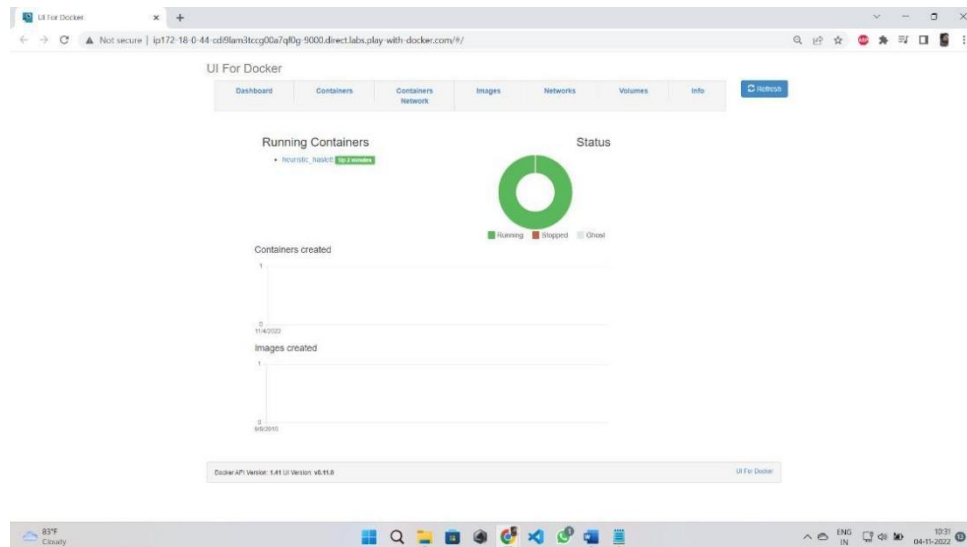 UI For Docker
Not secure | ip172-18-0-44-cdi9lam3tccg00a7qf0g-9000.direct.labs.play-with-docker.com/#/
UI For Docker
Dashboard Containers Containers Network Images Networks Volumes Info Refresh
Running Containers
Up 2 minutes
Status
Running Stopped Ghost
Containers created
1
0
11/4/2022
Images created
1
0
Docker API Version: 1.41 UI Version: v0.11.0 UI For Docker
83°F
Cloudy
ENG
IN
10:31
04-11-2022